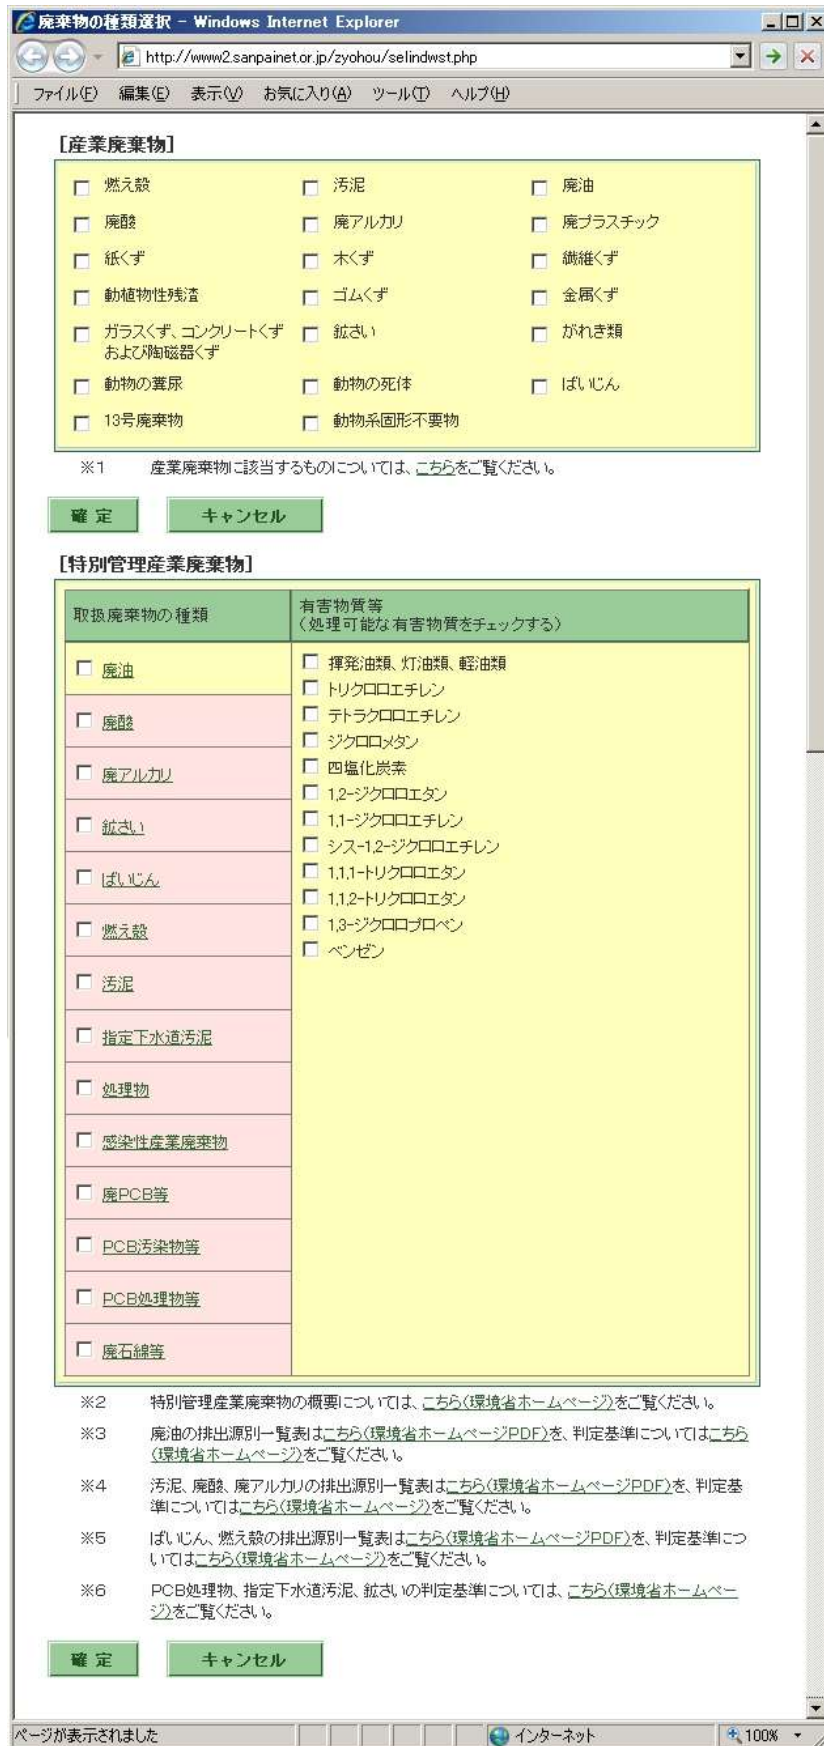 廃棄物の種類選択 - Windows Internet Explorer
http://www2.sanpainet.or.jp/zyohou/selindwst.php
ファイル(F) 編集(E) 表示(V) お気に入り(A) ツール(T) ヘルプ(H)
[産業廃棄物]
燃え殻 汚泥 廃油
廃酸 廃アルカリ 廃プラスチック
紙くず 木くず 繊維くず
動植物性残渣 ゴムくず 金属くず
ガラスくず、コンクリートくず
および陶磁器くず 鉱さい がれき類
動物の糞尿 動物の死体 ばいじん
13号廃棄物 動物系固形不要物
※1 産業廃棄物に該当するものについては、こちらをご覧ください。
確定 キャンセル
[特別管理産業廃棄物]
取扱廃棄物の種類
有害物質等
(処理可能な有害物質をチェックする)
廃油
廃酸
廃アルカリ
鉱さい
ばいじん
燃え殻
汚泥
指定下水道汚泥
処理物
感染性産業廃棄物
廃PCB等
PCB汚染物等
PCB処理物等
廃石綿等
揮発油類、灯油類、軽油類
トリクロロエチレン
テトラクロロエチレン
ジクロロメタン
四塩化炭素
1,2-ジクロロエタン
1,1-ジクロロエチレン
シス-1,2-ジクロロエチレン
1,1,1-トリクロロエタン
1,1,2-トリクロロエタン
1,3-ジクロロプロペン
ベンゼン
※2 特別管理産業廃棄物の概要については、こちら(環境省ホームページ)をご覧ください。
※3 廃油の排出源別一覧表はこちら(環境省ホームページPDF)を、判定基準についてはこちら
(環境省ホームページ)をご覧ください。
※4 汚泥、廃酸、廃アルカリの排出源別一覧表はこちら(環境省ホームページPDF)を、判定基
準についてはこちら(環境省ホームページ)をご覧ください。
※5 ばいじん、燃え殻の排出源別一覧表はこちら(環境省ホームページPDF)を、判定基準につ
いてはこちら(環境省ホームページ)をご覧ください。
※6 PCB処理物、指定下水道汚泥、鉱さいの判定基準については、こちら(環境省ホームペー
ジ)をご覧ください。
確定 キャンセル
ページが表示されました インターネット 100%